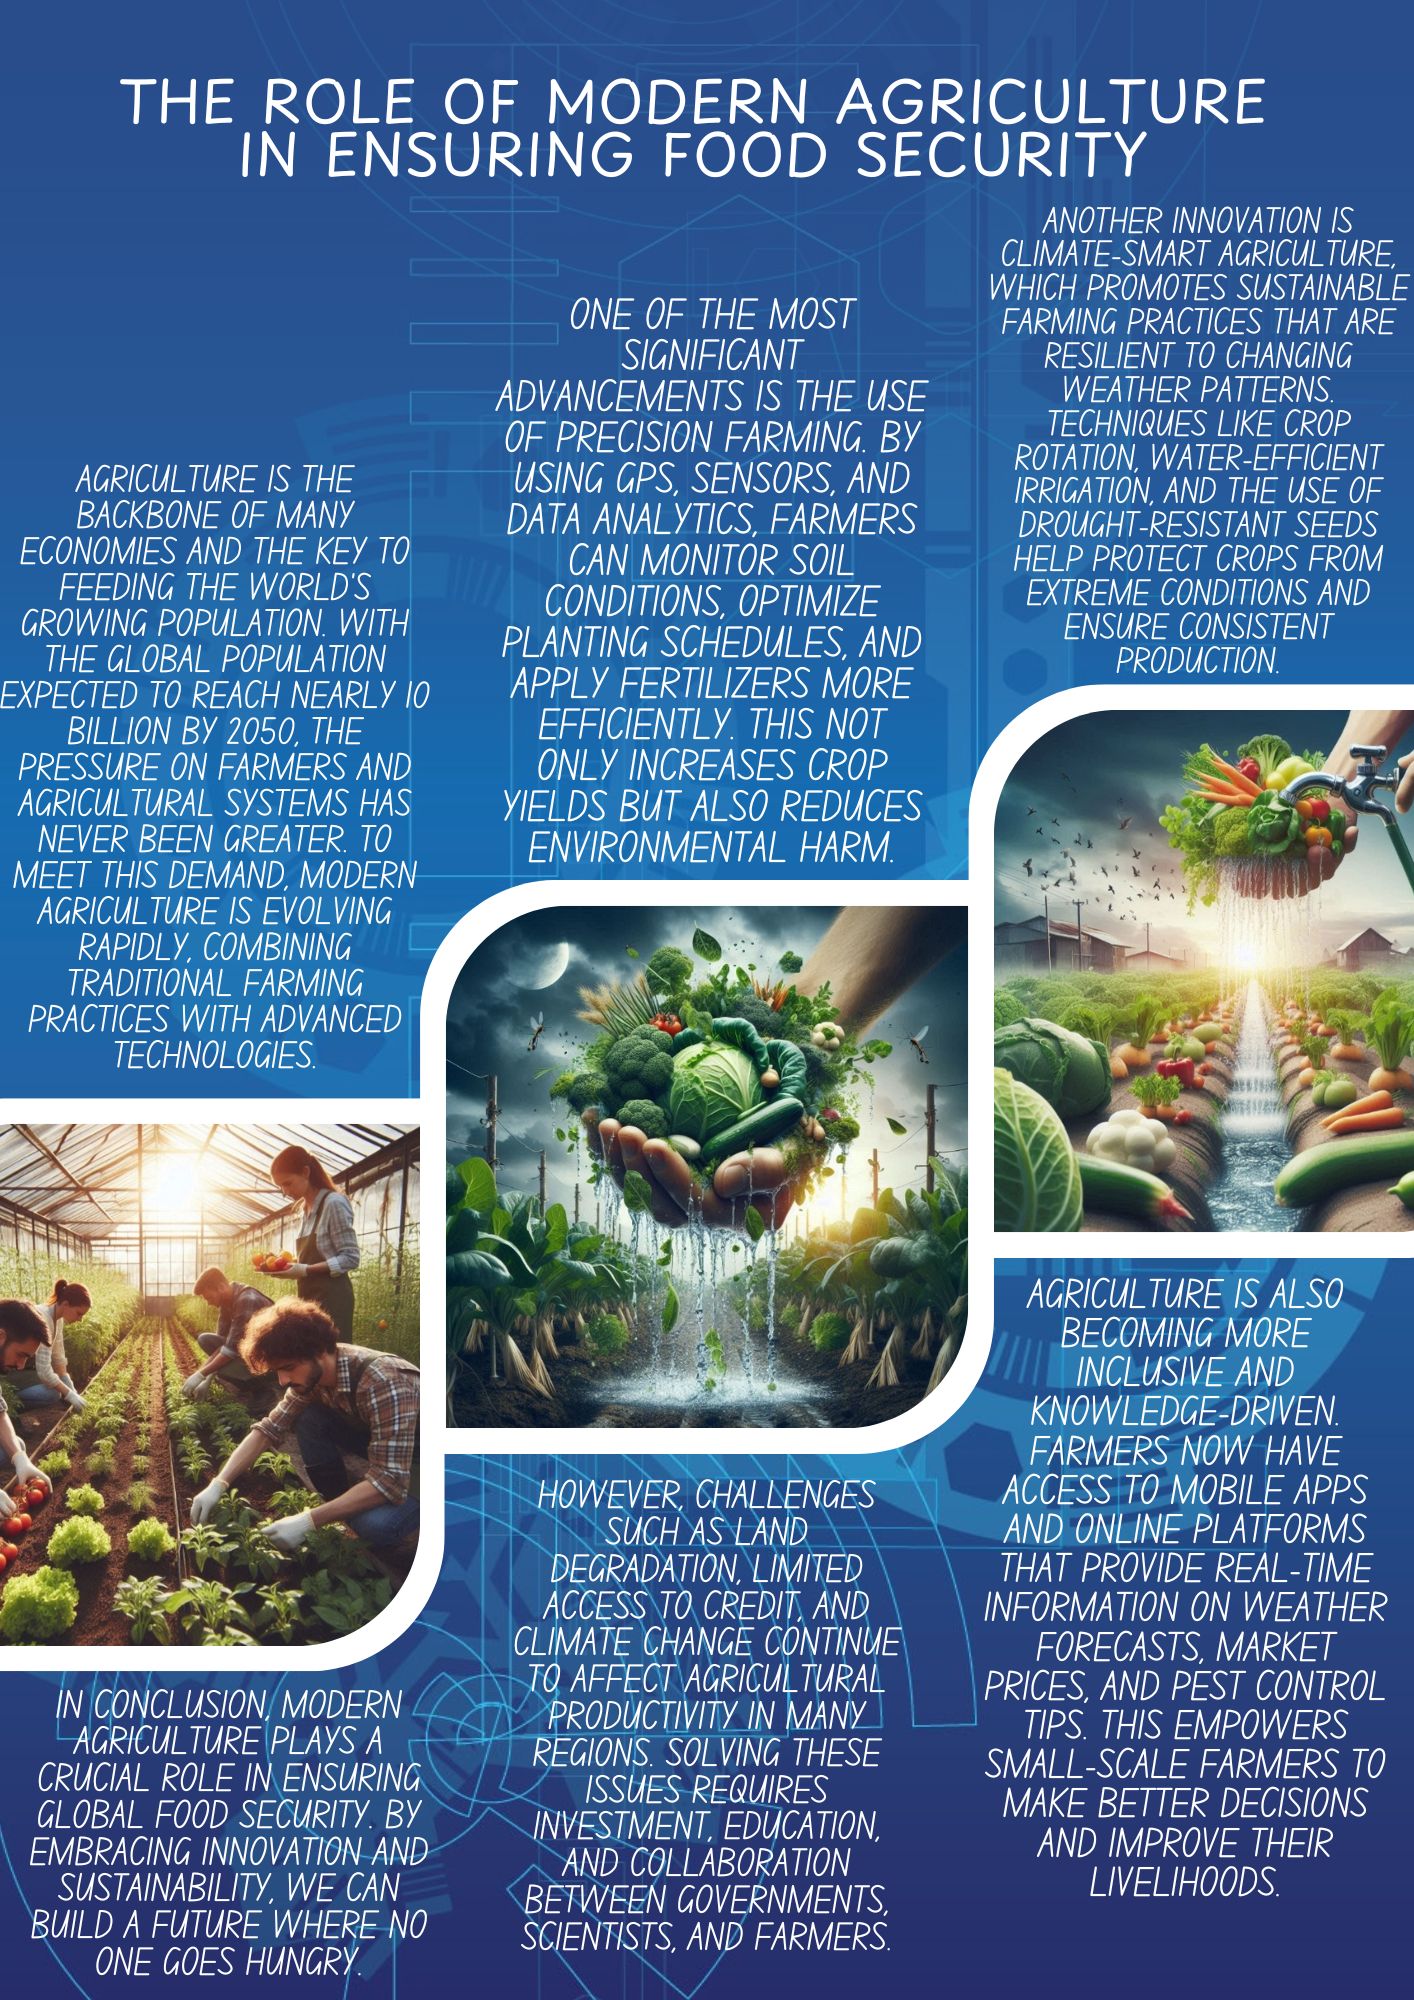 THE ROLE OF MODERN AGRICULTURE
IN ENSURING FOOD SECURITY
AGRICULTURE IS THE
BACKBONE OF MANY
ECONOMIES AND THE KEY TO
FEEDING THE WORLD'S
GROWING POPULATION. WITH
THE GLOBAL POPULATION
EXPECTED TO REACH NEARLY 10
BILLION BY 2050, THE
PRESSURE ON FARMERS AND
AGRICULTURAL SYSTEMS HAS
NEVER BEEN GREATER. TO
MEET THIS DEMAND, MODERN
AGRICULTURE IS EVOLVING
RAPIDLY, COMBINING
TRADITIONAL FARMING
PRACTICES WITH ADVANCED
TECHNOLOGIES.
ONE OF THE MOST
SIGNIFICANT
ADVANCEMENTS IS THE USE
OF PRECISION FARMING. BY
USING GPS, SENSORS, AND
DATA ANALYTICS, FARMERS
CAN MONITOR SOIL
CONDITIONS, OPTIMIZE
PLANTING SCHEDULES, AND
APPLY FERTILIZERS MORE
EFFICIENTLY. THIS NOT
ONLY INCREASES CROP
YIELDS BUT ALSO REDUCES
ENVIRONMENTAL HARM.
ANOTHER INNOVATION IS
CLIMATE-SMART AGRICULTURE,
WHICH PROMOTES SUSTAINABLE
FARMING PRACTICES THAT ARE
RESILIENT TO CHANGING
WEATHER PATTERNS.
TECHNIQUES LIKE CROP
ROTATION, WATER-EFFICIENT
IRRIGATION, AND THE USE OF
DROUGHT-RESISTANT SEEDS
HELP PROTECT CROPS FROM
EXTREME CONDITIONS AND
ENSURE CONSISTENT
PRODUCTION.
AGRICULTURE IS ALSO
BECOMING MORE
INCLUSIVE AND
KNOWLEDGE-DRIVEN.
FARMERS NOW HAVE
ACCESS TO MOBILE APPS
AND ONLINE PLATFORMS
THAT PROVIDE REAL-TIME
INFORMATION ON WEATHER
FORECASTS, MARKET
PRICES, AND PEST CONTROL
TIPS. THIS EMPOWERS
SMALL-SCALE FARMERS TO
MAKE BETTER DECISIONS
AND IMPROVE THEIR
LIVELIHOODS.
HOWEVER, CHALLENGES
SUCH AS LAND
DEGRADATION, LIMITED
ACCESS TO CREDIT, AND
CLIMATE CHANGE CONTINUE
TO AFFECT AGRICULTURAL
PRODUCTIVITY IN MANY
REGIONS. SOLVING THESE
ISSUES REQUIRES
INVESTMENT, EDUCATION,
AND COLLABORATION
BETWEEN GOVERNMENTS,
SCIENTISTS, AND FARMERS.
IN CONCLUSION, MODERN
AGRICULTURE PLAYS A
CRUCIAL ROLE IN ENSURING
GLOBAL FOOD SECURITY. BY
EMBRACING INNOVATION AND
SUSTAINABILITY, WE CAN
BUILD A FUTURE WHERE NO
ONE GOES HUNGRY.